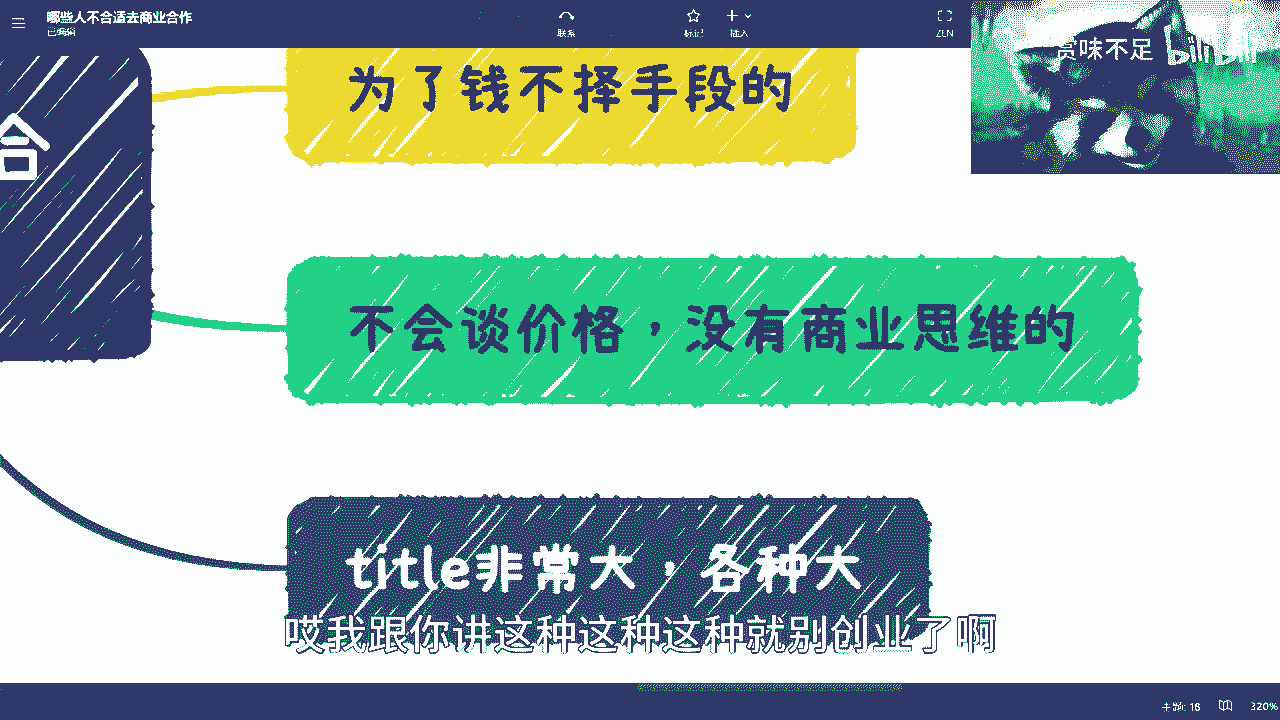 哪些人不合适去商业合作
已编辑
联系
标记
插入
ZEN
赏味不足 bilibili
为了钱不择手段的
合
不会谈价格，没有商业思维的
title非常大，各种大
哎我跟你讲这种这种这种就别创业了啊
主题: 16
320%